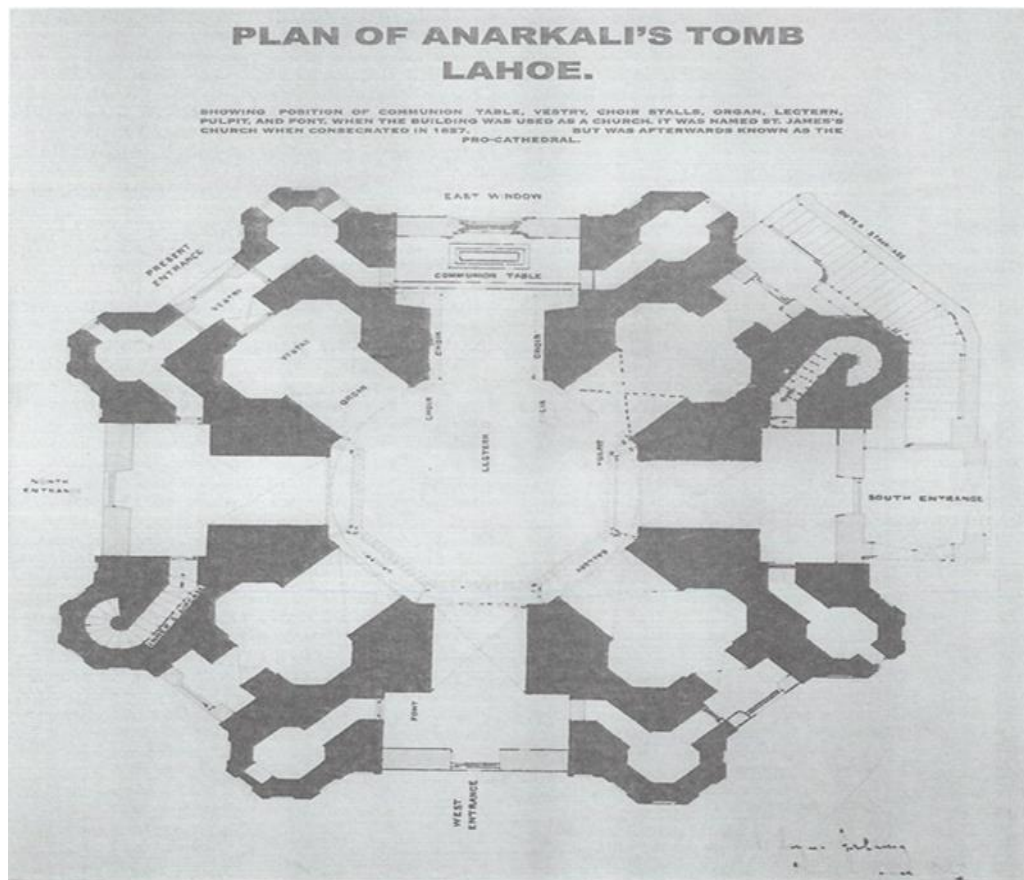 PLAN OF ANARKALI'S TOMB
LAHOE.
SHOWING POSITION OF COMMUNION TABLE, VESTRY, CHOIR STALLS, ORGAN, LECTERN,
PULPIT, AND FONT. WHEN THE BUILDING WAS USED AS A CHURCH. IT WAS NAMED ST. JAMES'S
CHURCH WHEN CONSECRATED IN 1857. BUT WAS AFTERWARDS KNOWN AS THE
PRO-CATHEDRAL.
EAST WINDOW
OUTER STAIRCASE
PRESENT
ENTRANCE
COMMUNION TABLE
VESTRY
VESTRY
CHOIR
CHOIR
ORGAN
CHOIR
LECTERN
PULPIT
NORTH
ENTRANCE
SOUTH ENTRANCE
FONT
WEST
ENTRANCE